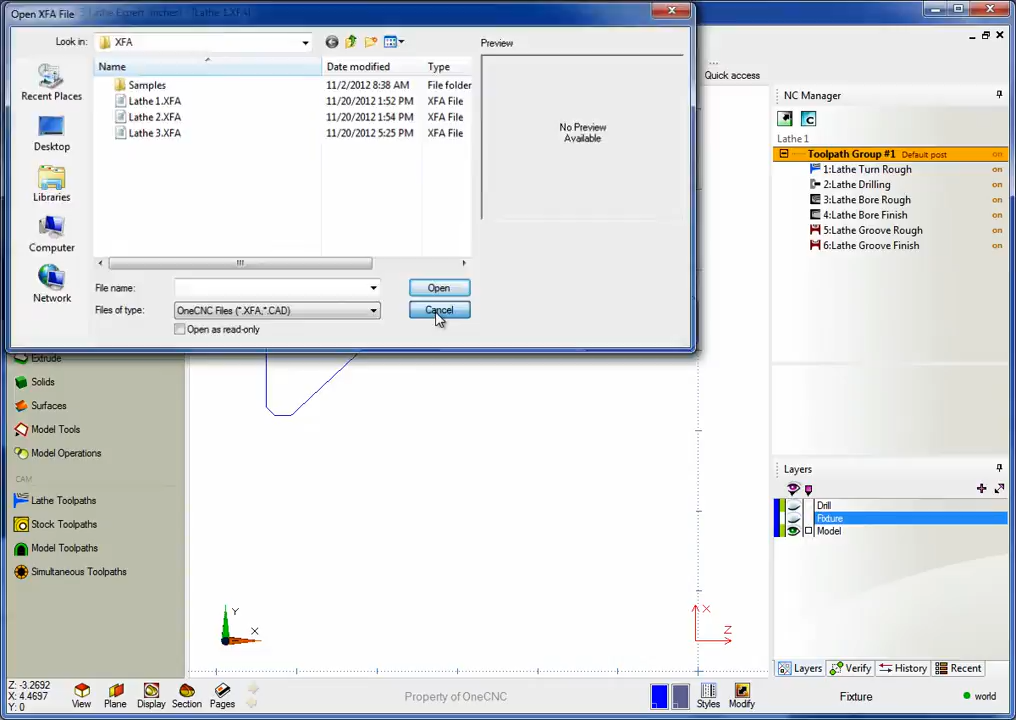 Open XFA File
Lathe Expert (inches) - [Lathe 1.XFA]
Look in:
XFA
Recent Places
Desktop
Libraries
Computer
Network
Name
Date modified
Type
Samples
11/2/2012 8:38 AM
File folder
Lathe 1.XFA
11/20/2012 1:52 PM
XFA File
Lathe 2.XFA
11/20/2012 1:54 PM
XFA File
Lathe 3.XFA
11/20/2012 5:25 PM
XFA File
File name:
Open
Files of type:
OneCNC Files (*.XFA,*.CAD)
Cancel
Open as read-only
Preview
No Preview
Available
...
Quick access
NC Manager
Lathe 1
Toolpath Group #1 Default post on
1:Lathe Turn Rough on
2:Lathe Drilling on
3:Lathe Bore Rough on
4:Lathe Bore Finish on
5:Lathe Groove Rough on
6:Lathe Groove Finish on
Extrude
Solids
Surfaces
Model Tools
Model Operations
CAM
Lathe Toolpaths
Stock Toolpaths
Model Toolpaths
Simultaneous Toolpaths
Layers
Drill
Fixture
Model
Y
X
X
Z
Layers
Verify
History
Recent
Z: -3.2692
X: 4.4697
Y: 0
View
Plane
Display
Section
Pages
Property of OneCNC
Styles
Modify
Fixture
world